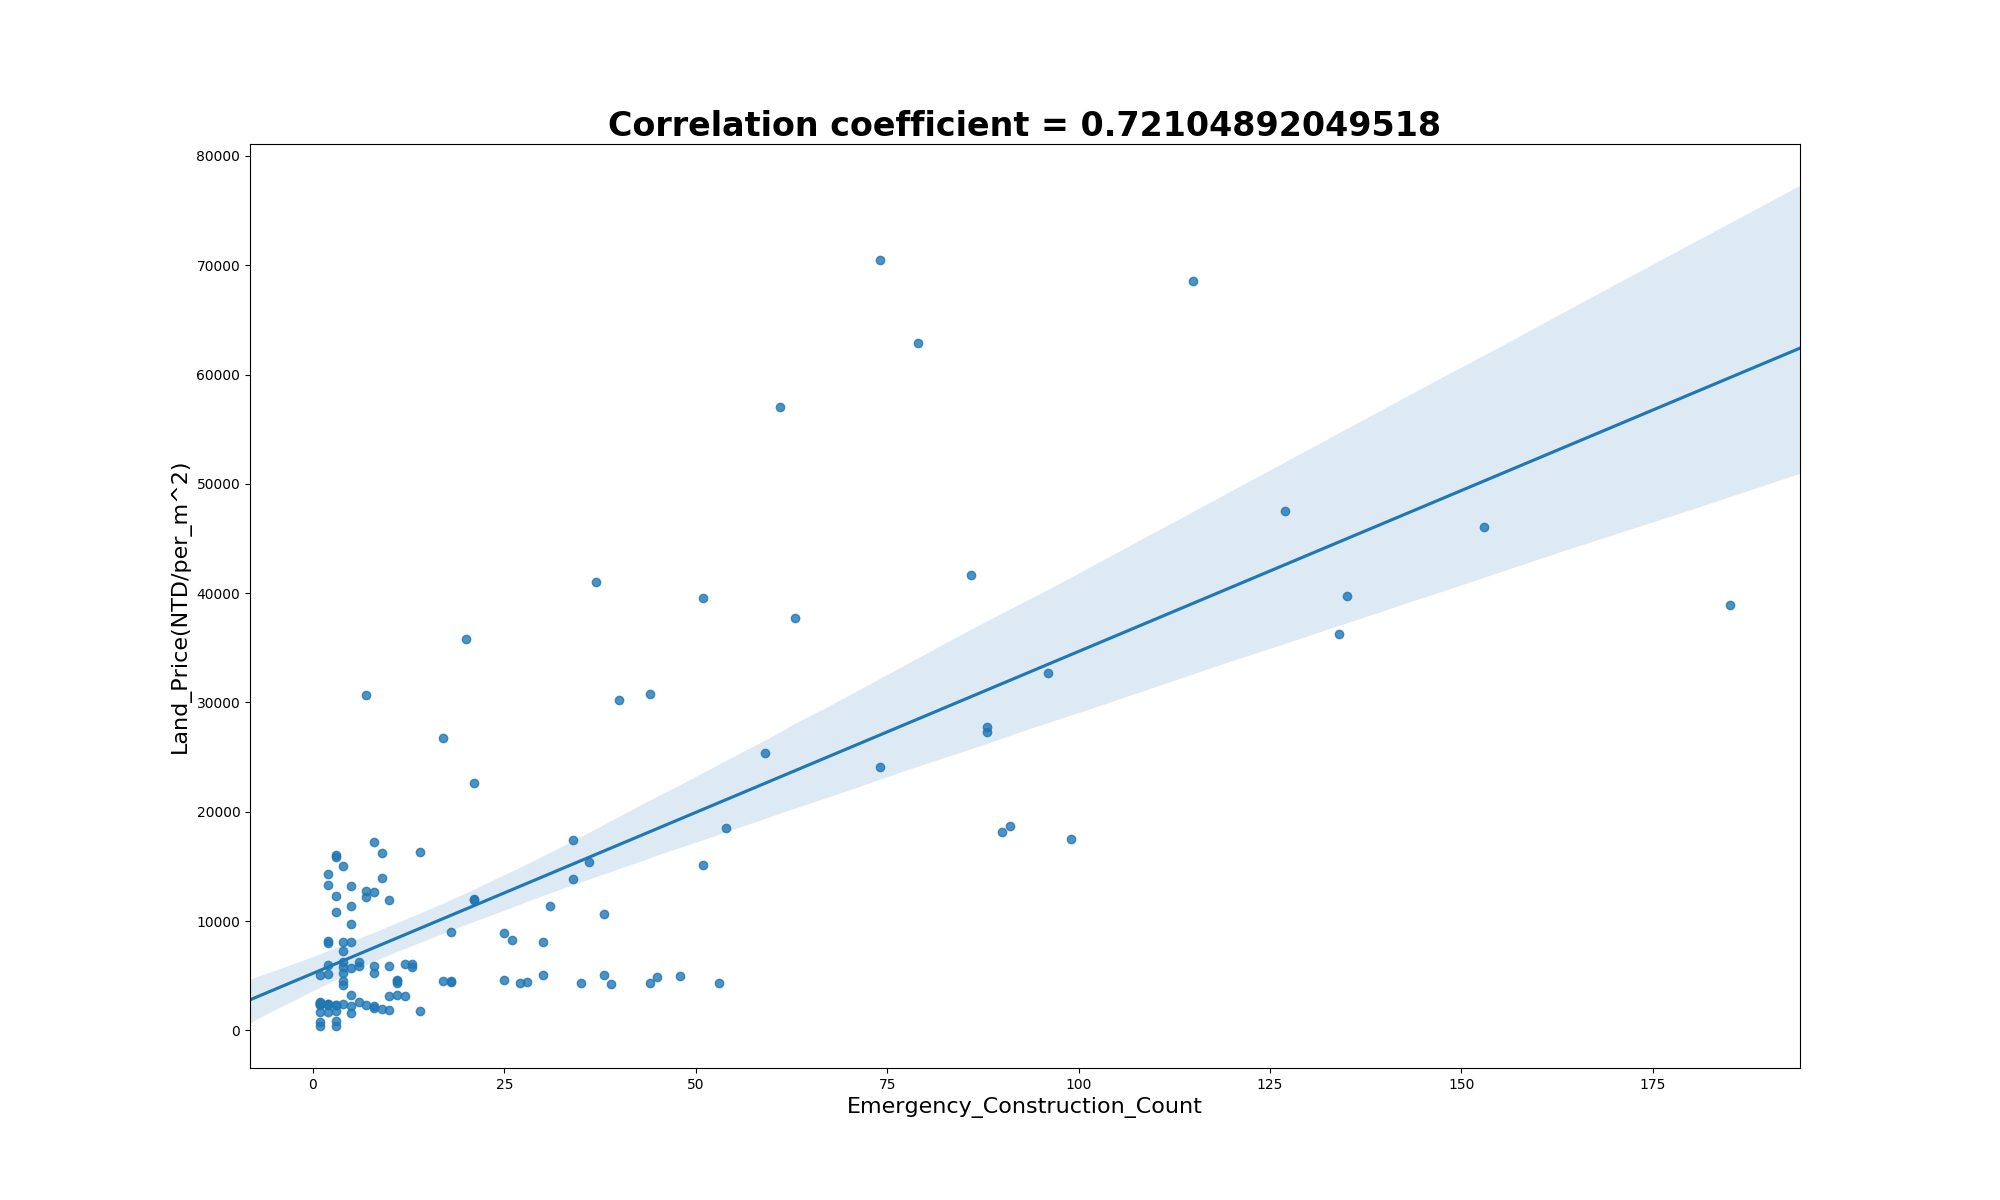 Correlation coefficient = 0.72104892049518
80000
70000
60000
50000
40000
30000
20000
10000
0
Land_Price(NTD/per_m^2)
0 25 50 75 100 125 150 175
Emergency_Construction_Count